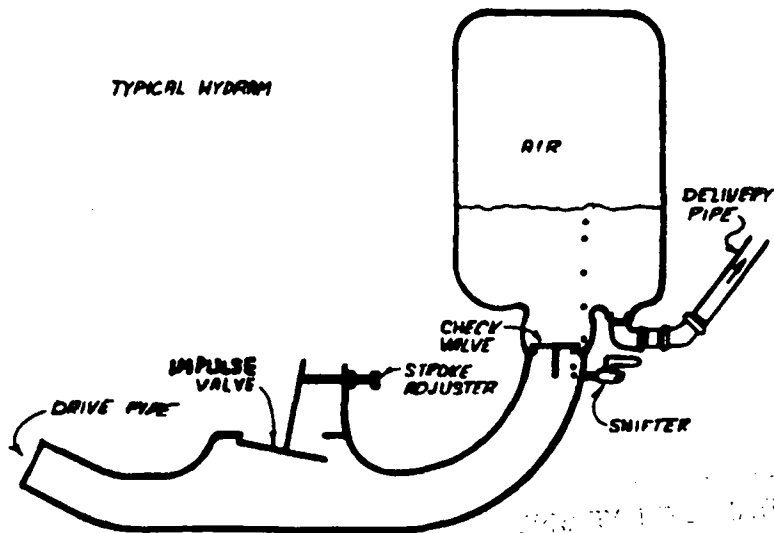 TYPICAL HYDRAM
AIR
DELIVERY
PIPE
CHECK
VALVE
IMPULSE
VALVE
STROKE
ADJUSTER
DRIVE PIPE
SNIFTER